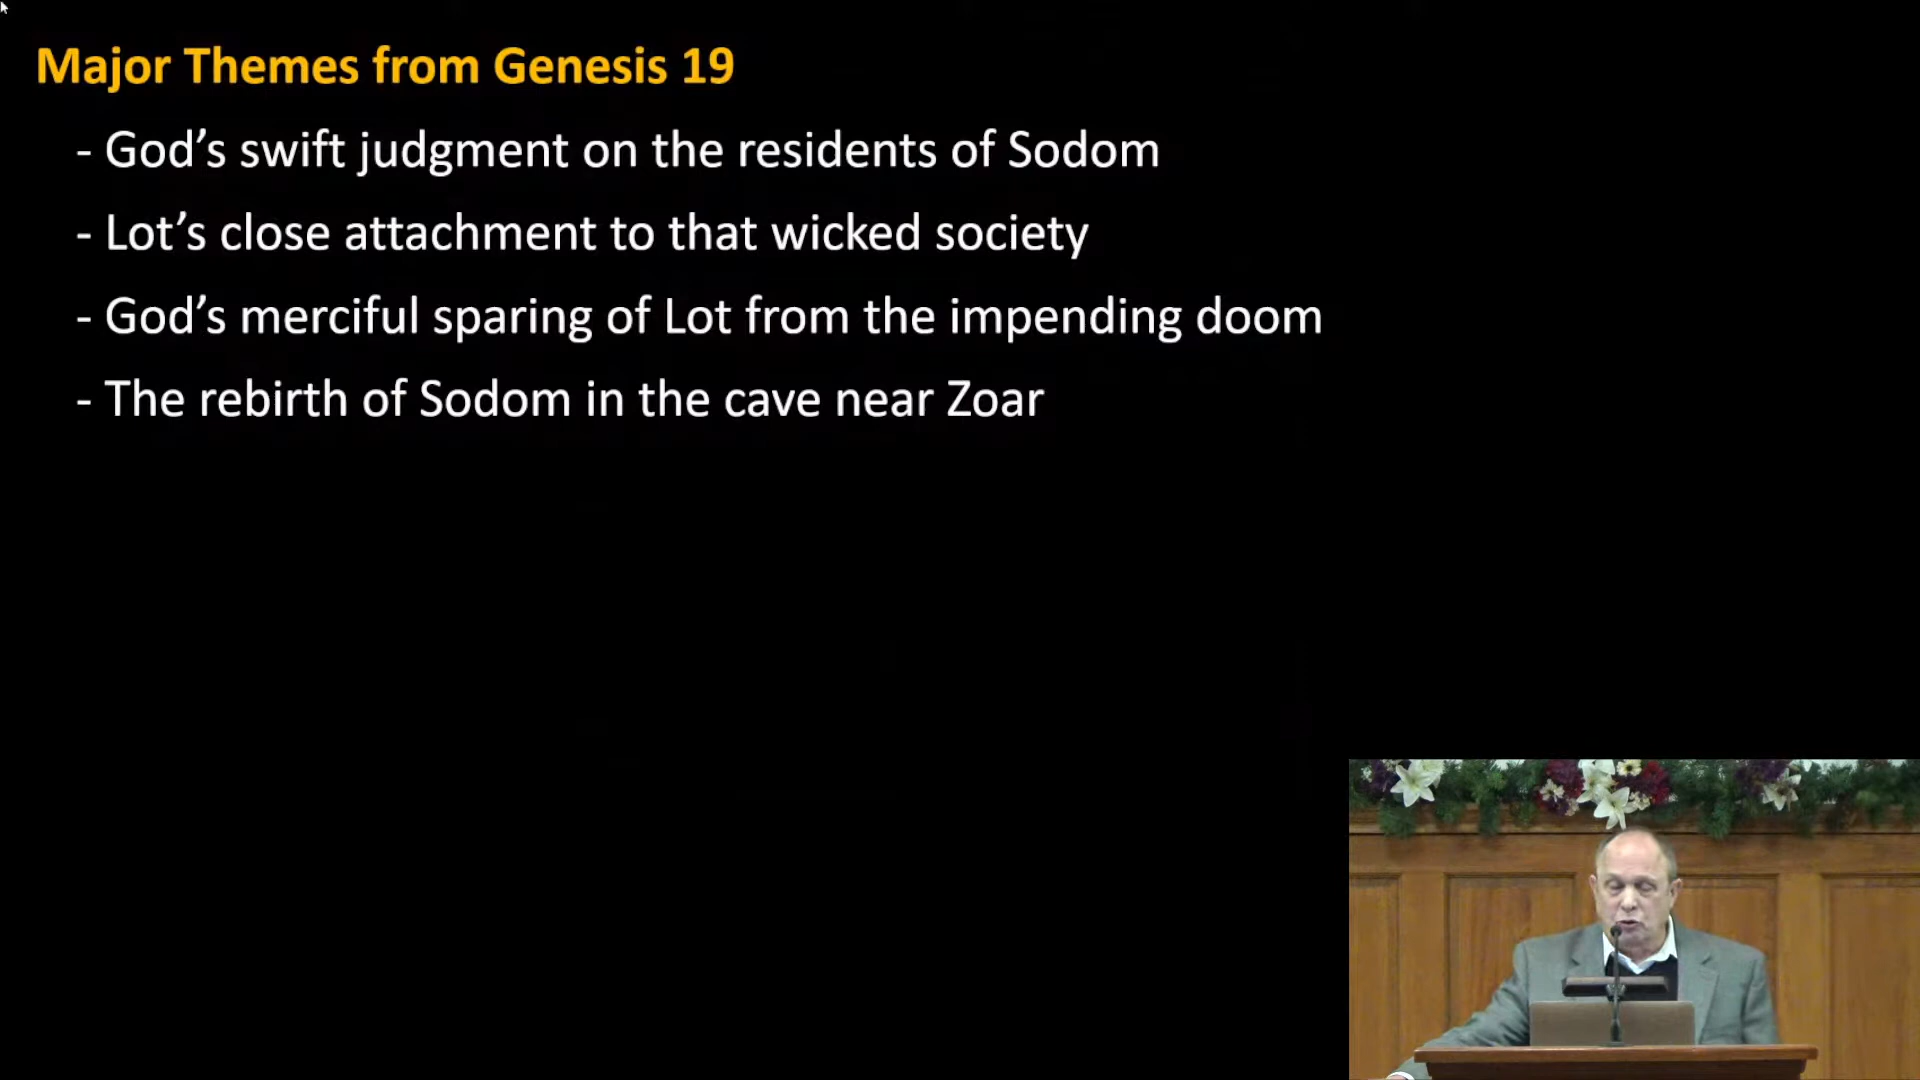 Major Themes from Genesis 19
- God’s swift judgment on the residents of Sodom
- Lot’s close attachment to that wicked society
- God’s merciful sparing of Lot from the impending doom
- The rebirth of Sodom in the cave near Zoar